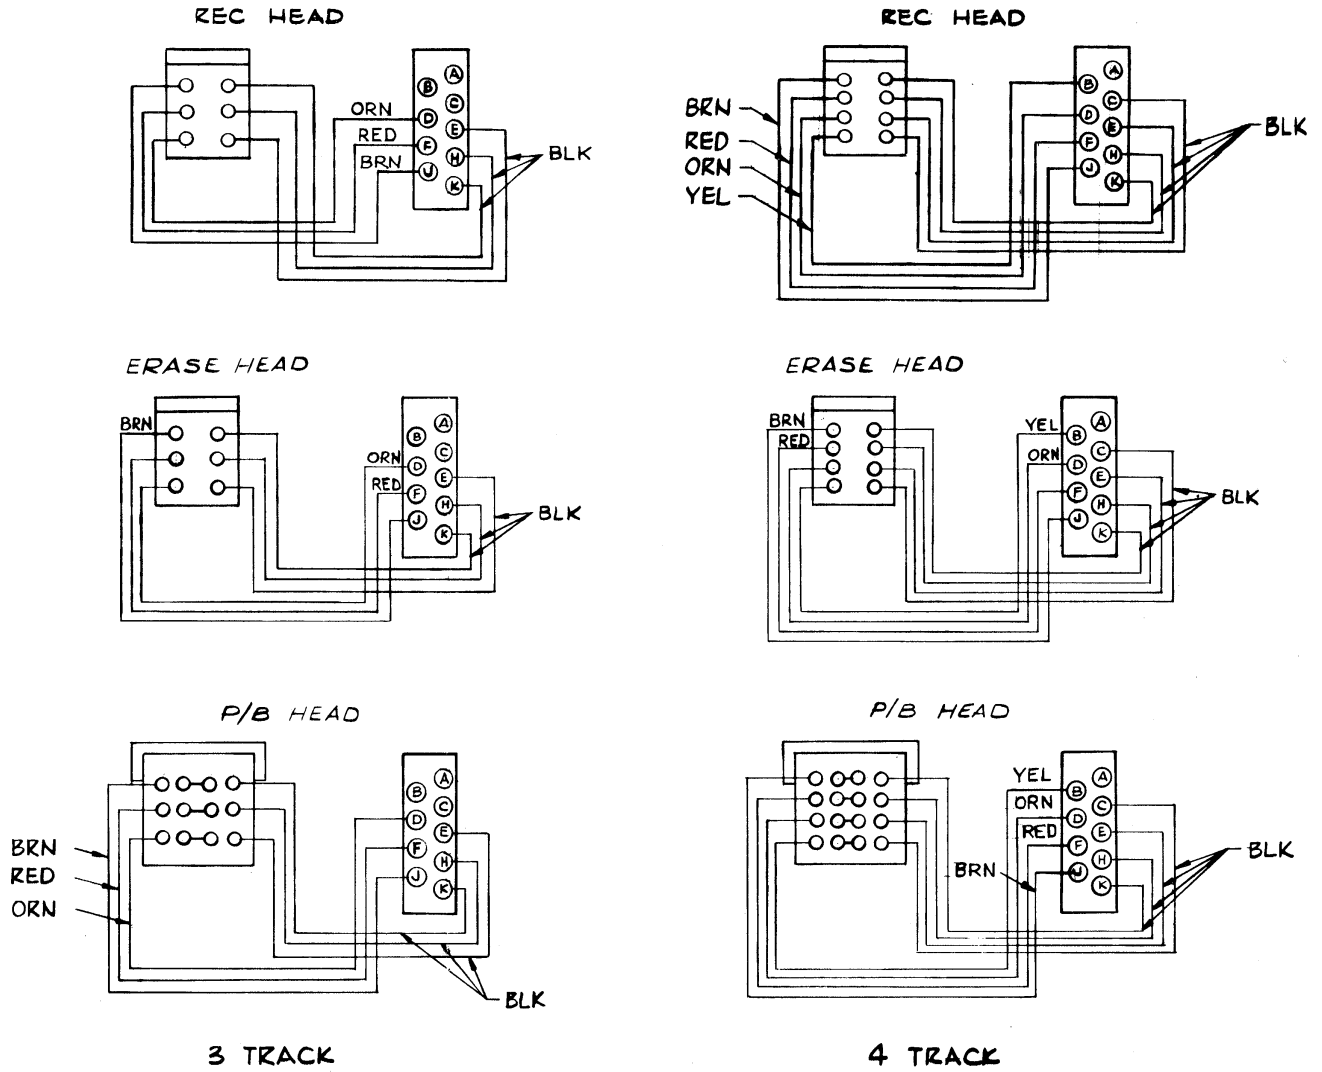 REC HEAD
A
B
C
D
E
F
H
J
K
ORN
RED
BRN
BLK
REC HEAD
BRN
RED
ORN
YEL
A
B
C
D
E
F
H
J
K
BLK
ERASE HEAD
BRN
ORN
RED
A
B
C
D
E
F
H
J
K
BLK
ERASE HEAD
BRN
RED
YEL
ORN
A
B
C
D
E
F
H
J
K
BLK
P/B HEAD
BRN
RED
ORN
A
B
C
D
E
F
H
J
K
BLK
P/B HEAD
YEL
ORN
RED
BRN
A
B
C
D
E
F
H
J
K
BLK
3 TRACK
4 TRACK